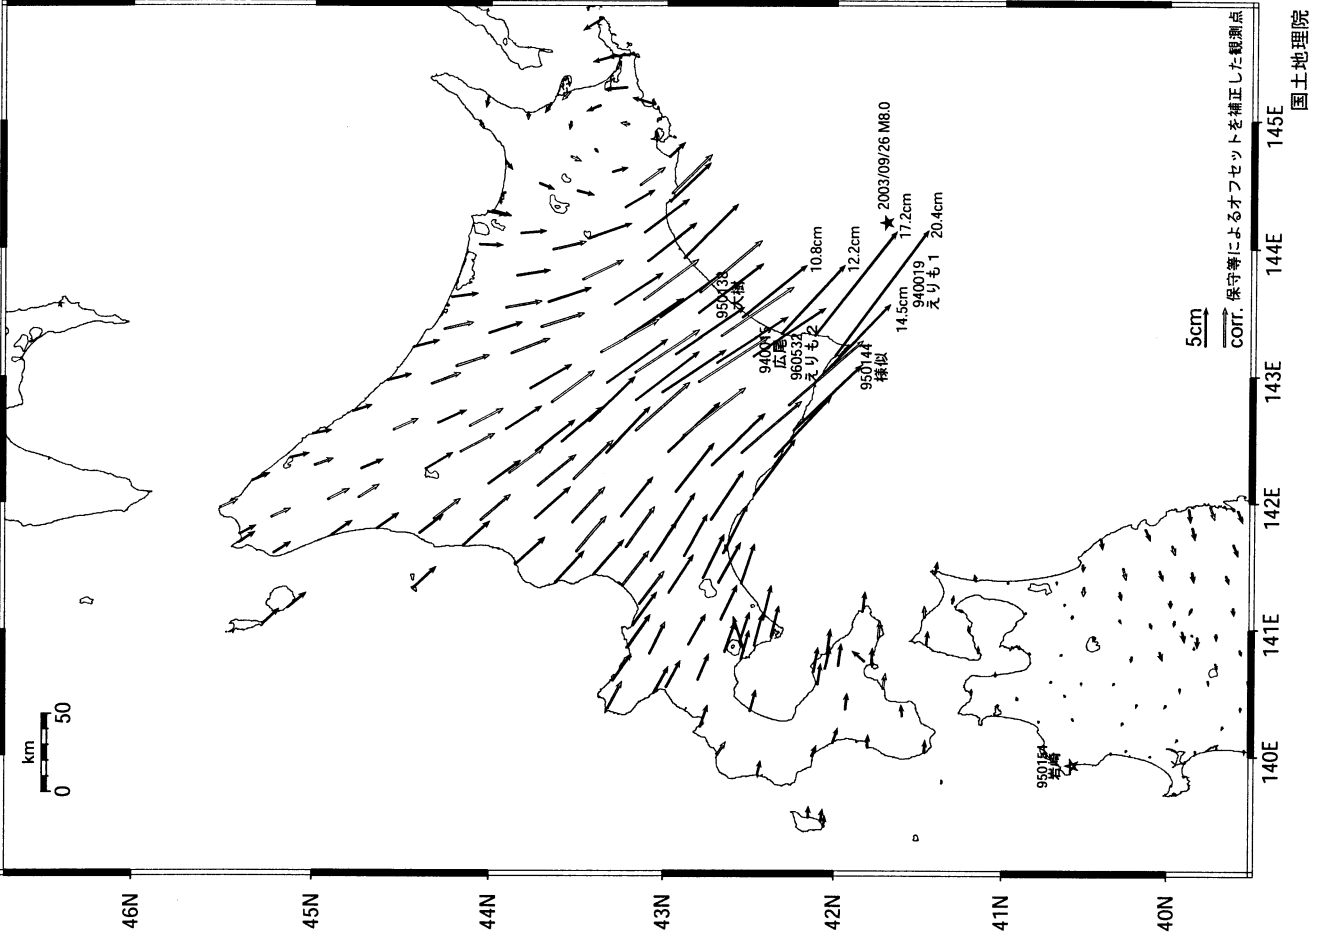 km
0 50
46N
45N
44N
43N
42N
41N
40N
140E
141E
142E
143E
144E
145E
2003/09/26 M8.0
17.2cm
20.4cm
12.2cm
10.8cm
14.5cm
940019
えりも1
950138
大樹
940015
広尾
960532
えりも2
950144
様似
950154
岩崎
5cm
corr. 保守等によるオフセットを補正した観測点
国土地理院